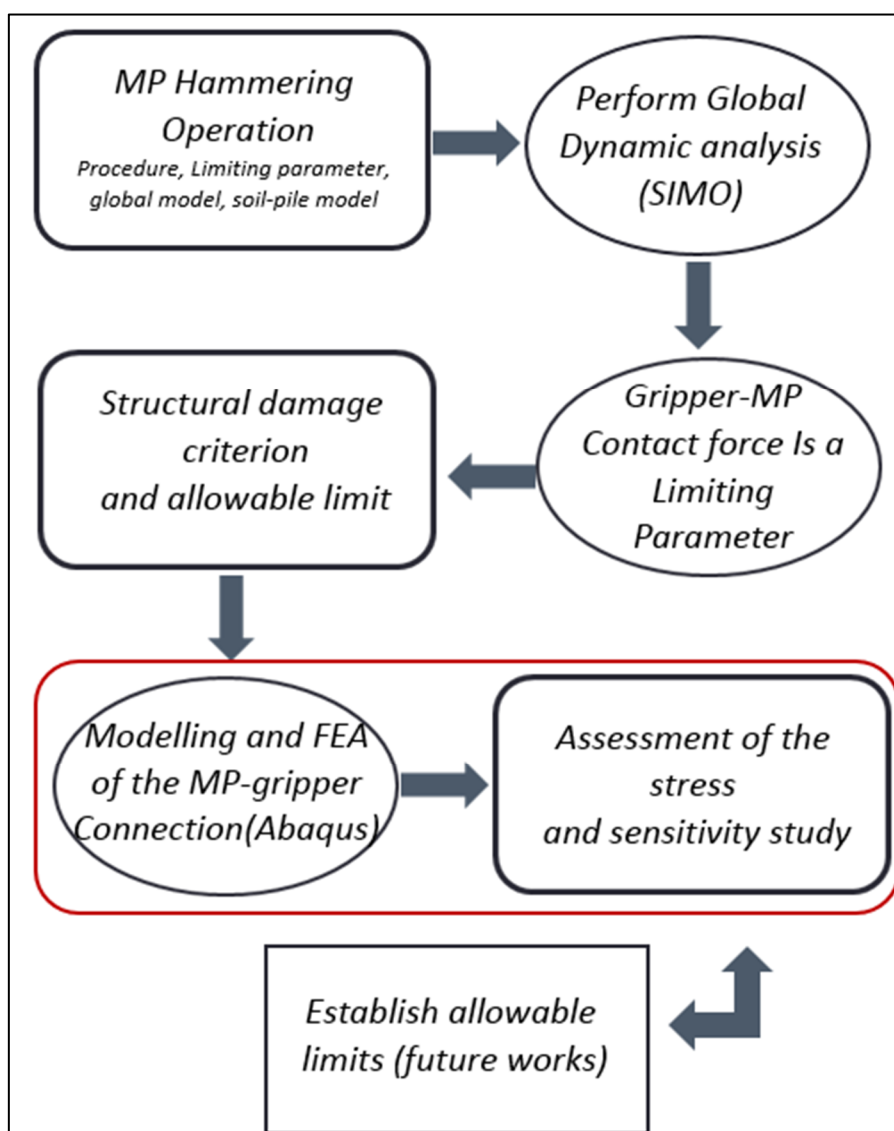 MP Hammering
Operation
Procedure, Limiting parameter,
global model, soil-pile model
Perform Global
Dynamic analysis
(SIMO)
Gripper-MP
Contact force Is a
Limiting
Parameter
Structural damage
criterion
and allowable limit
Modelling and FEA
of the MP-gripper
Connection(Abaqus)
Assessment of the
stress
and sensitivity study
Establish allowable
limits (future works)